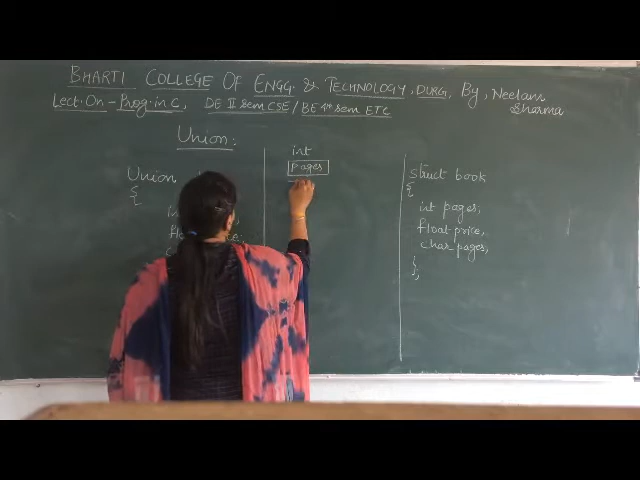 BHARTI COLLEGE OF ENGG. & TECHNOLOGY, DURG, By, Neelam Sharma
Lect. On - Prog. in C, DE II Sem CSE / BE 1st sem ETC
Union:
Union
{
int
pages
struct book
{
int pages;
float price;
char pages;
}
;